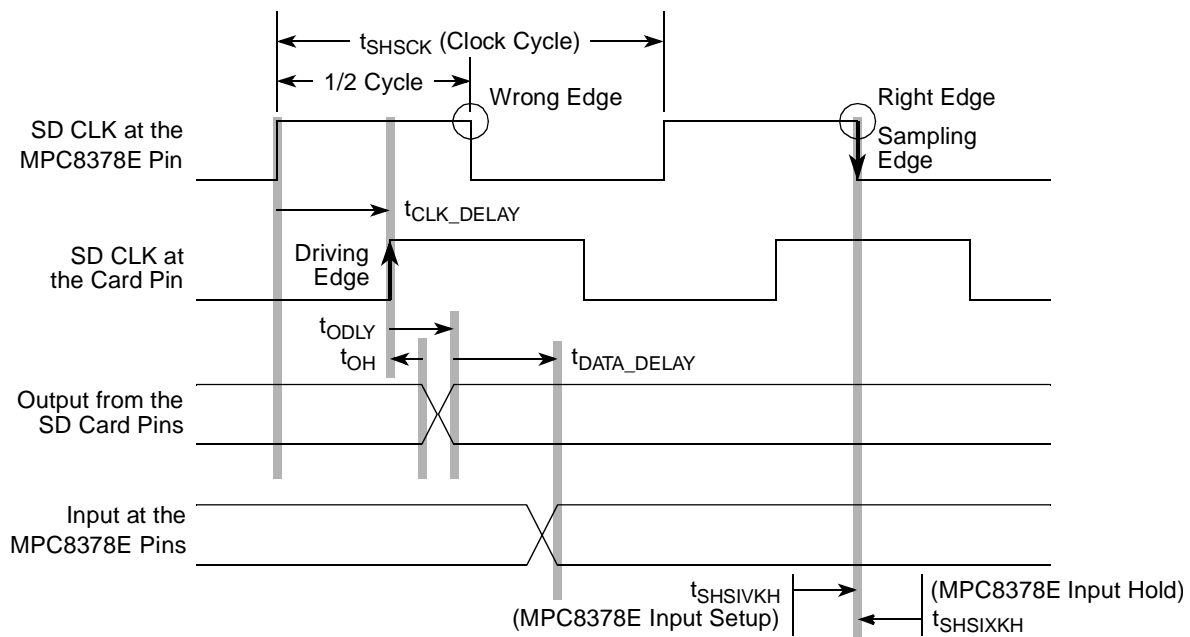 tSHSCK (Clock Cycle)
1/2 Cycle
Wrong Edge
Right Edge
SD CLK at the
MPC8378E Pin
Sampling
Edge
tCLK_DELAY
SD CLK at
the Card Pin
Driving
Edge
tODLY
tOH
tDATA_DELAY
Output from the
SD Card Pins
Input at the
MPC8378E Pins
tSHSIVKH
(MPC8378E Input Setup)
(MPC8378E Input Hold)
tSHSIXKH